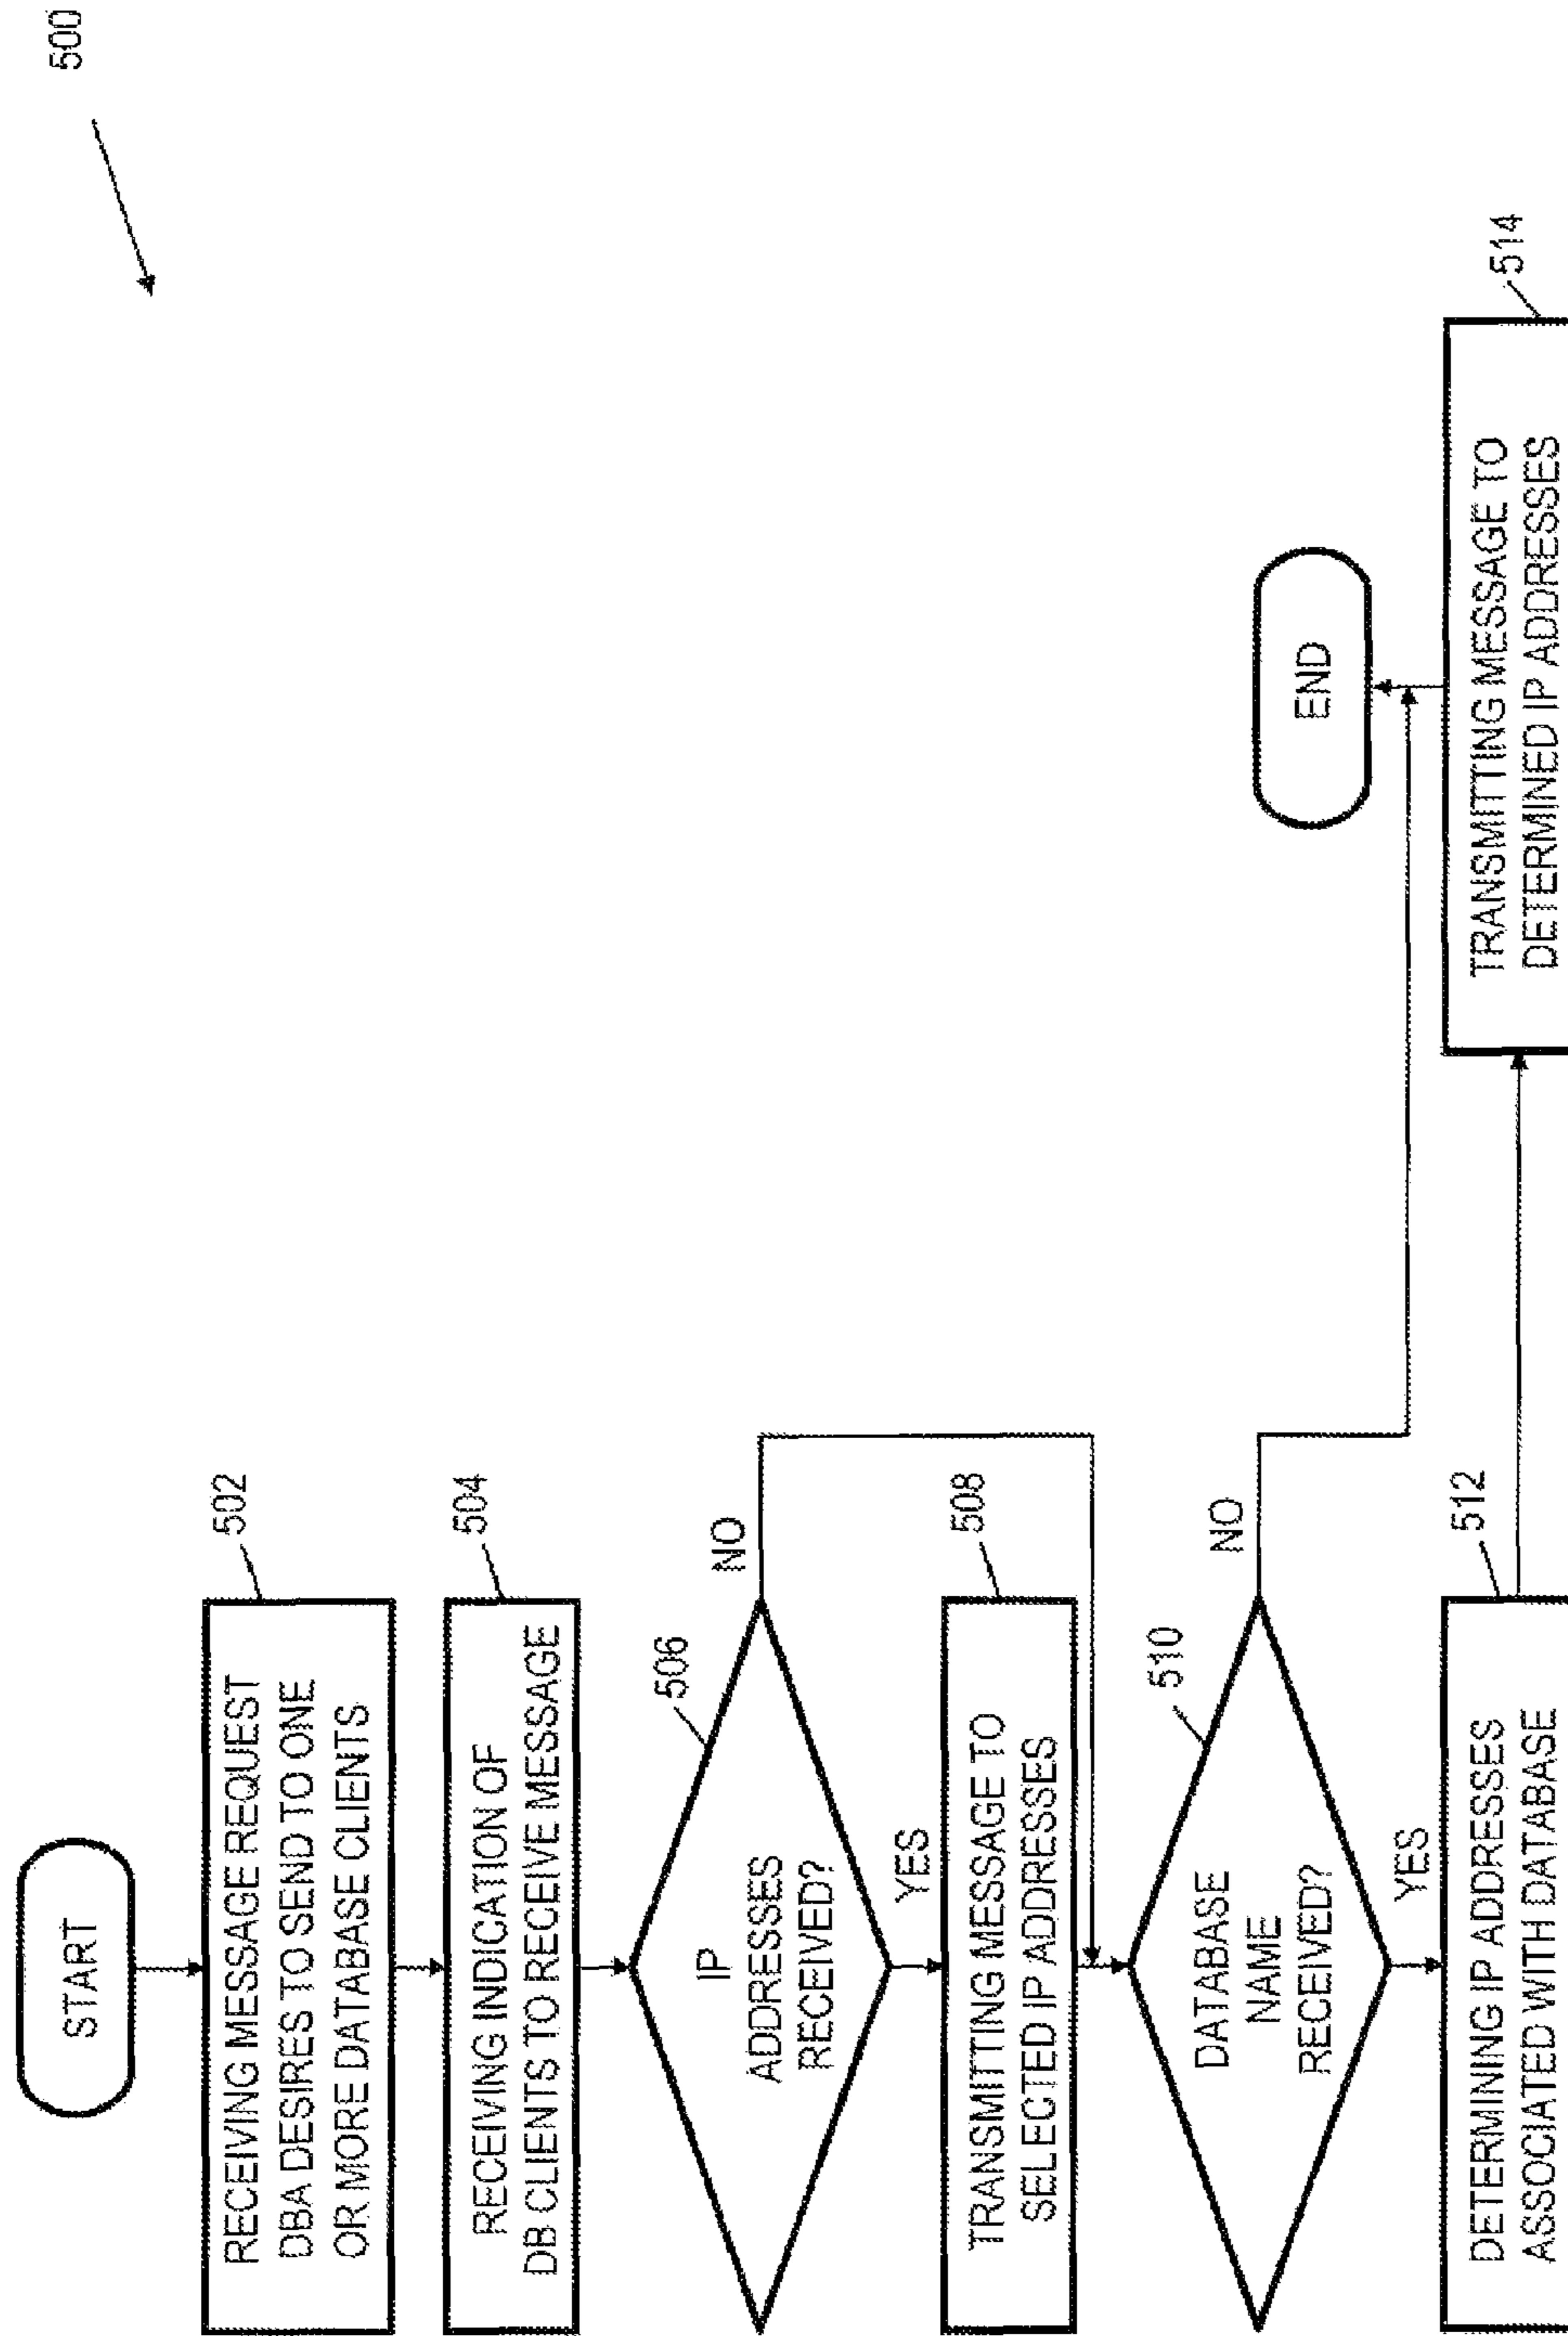 500
START
RECEIVING MESSAGE REQUEST
DBA DESIRES TO SEND TO ONE
OR MORE DATABASE CLIENTS
502
RECEIVING INDICATION OF
DB CLIENTS TO RECEIVE MESSAGE
504
IP
ADDRESSES
RECEIVED?
506
NO
YES
TRANSMITTING MESSAGE TO
SELECTED IP ADDRESSES
508
DATABASE
NAME
RECEIVED?
510
NO
YES
DETERMINING IP ADDRESSES
ASSOCIATED WITH DATABASE
512
TRANSMITTING MESSAGE TO
DETERMINED IP ADDRESSES
514
END